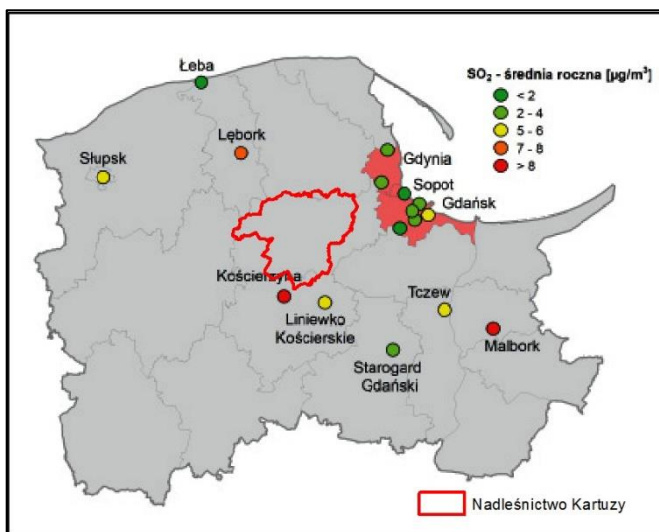 SO₂ - średnia roczna [µg/m³]
< 2
2 - 4
5 - 6
7 - 8
> 8
Łeba
Lębork
Słupsk
Gdynia
Sopot
Gdańsk
Kościerzyna
Liniewko
Kościerskie
Tczew
Malbork
Starogard
Gdański
Nadleśnictwo Kartuzy